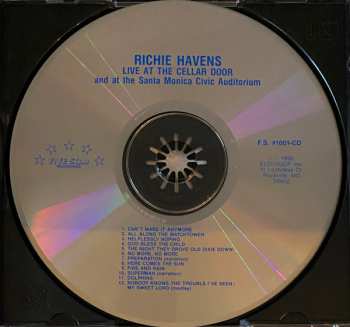 RICHIE HAVENS
LIVE AT THE CELLAR DOOR
and at the Santa Monica Civic Auditorium
F.S. #1001-CD
1. CAN'T MAKE IT ANYMORE
2. ALL ALONG THE WATCHTOWER
3. HELPLESSLY HOPING
4. GOD BLESS THE CHILD
5. THE NIGHT THEY DROVE OLD DIXIE DOWN
6. NO MORE, NO MORE
7. PREPARATION (narration)
8. HERE COMES THE SUN
9. FIRE AND RAIN
10. SUPERMAN (narration)
11. DOLPHINS
12. NOBODY KNOWS THE TROUBLE I'VE SEEN /
MY SWEET LORD (medley)